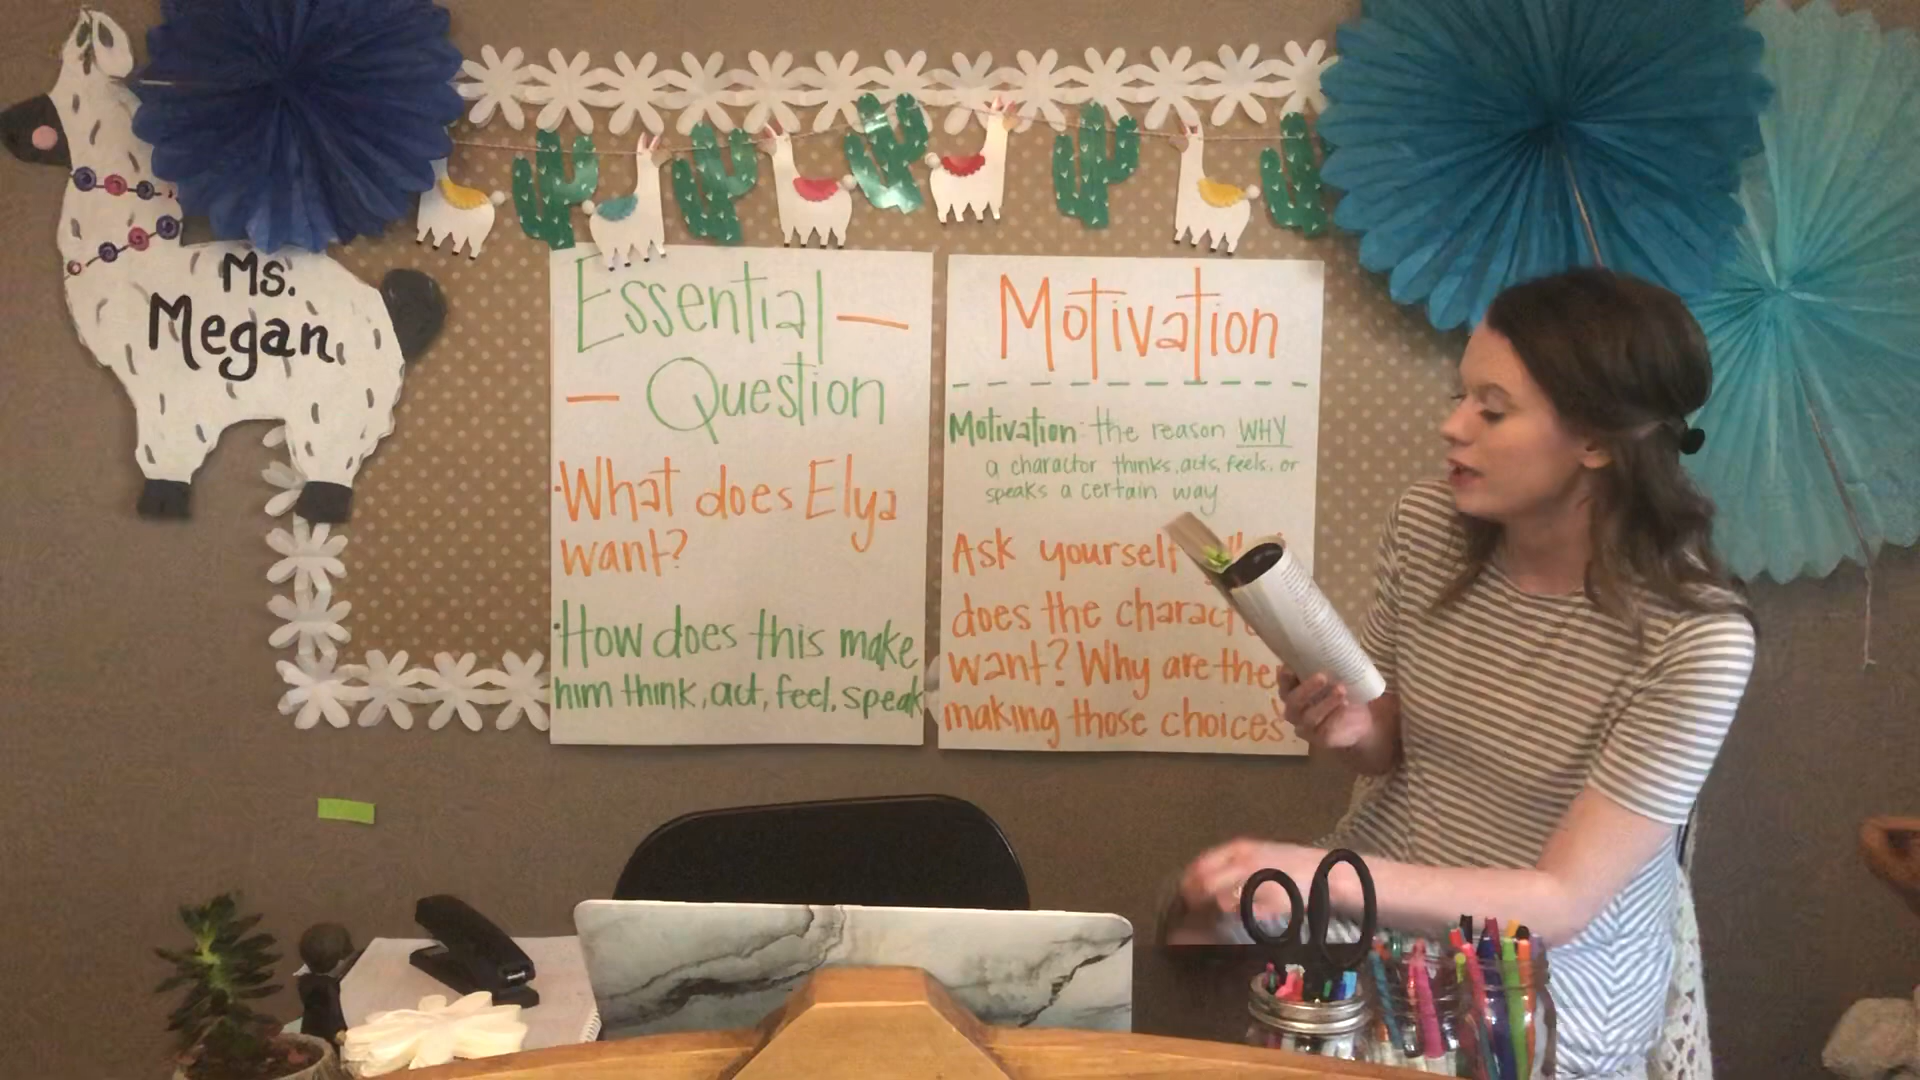 Ms.
Megan
Essential
Question
What does Elya
want?
How does this make
him think, act, feel, speak
Motivation
Motivation: the reason WHY
a charactor thinks, acts, feels, or
speaks a certain way
Ask yourself
does the charact
want? Why are the
making those choices